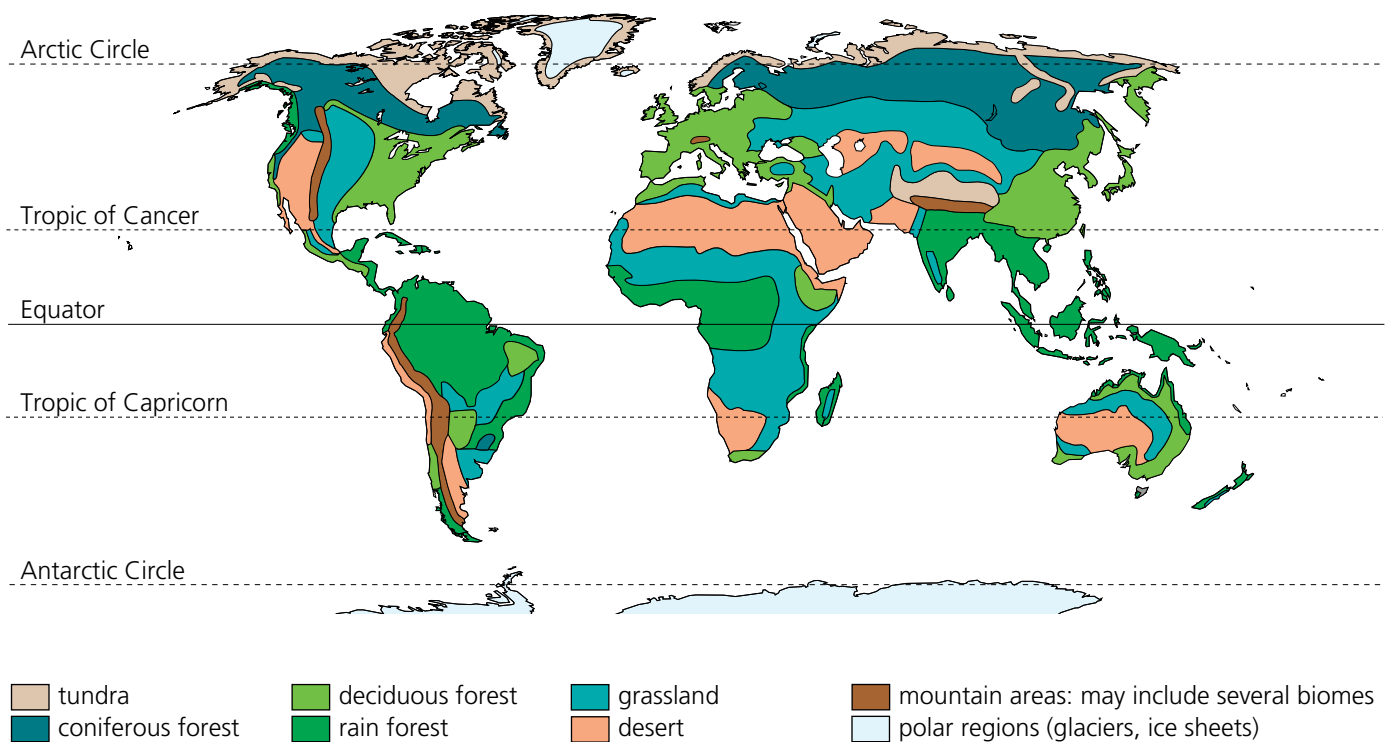 Arctic Circle
Tropic of Cancer
Equator
Tropic of Capricorn
Antarctic Circle
tundra
deciduous forest
grassland
mountain areas: may include several biomes
coniferous forest
rain forest
desert
polar regions (glaciers, ice sheets)